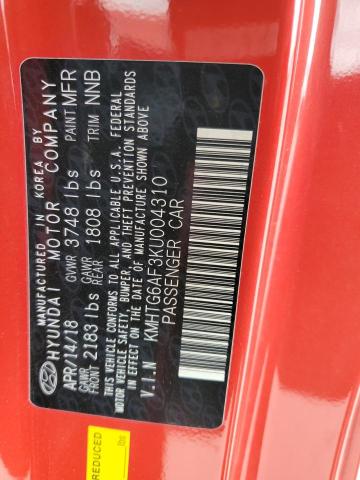 MANUFACTURED IN KOREA BY
HYUNDAI MOTOR COMPANY
APR/14/18 GVWR 3748 lbs PAINT MFR
GAWR FRONT 2183 lbs GAWR REAR 1808 lbs TRIM NNB
THIS VEHICLE CONFORMS TO ALL APPLICABLE U.S.A. FEDERAL
MOTOR VEHICLE SAFETY, BUMPER, AND THEFT PREVENTION STANDARDS
IN EFFECT ON THE DATE OF MANUFACTURE SHOWN ABOVE
V.I.N KMHTG6AF3KU004310
PASSENGER CAR
REDUCED
lbs